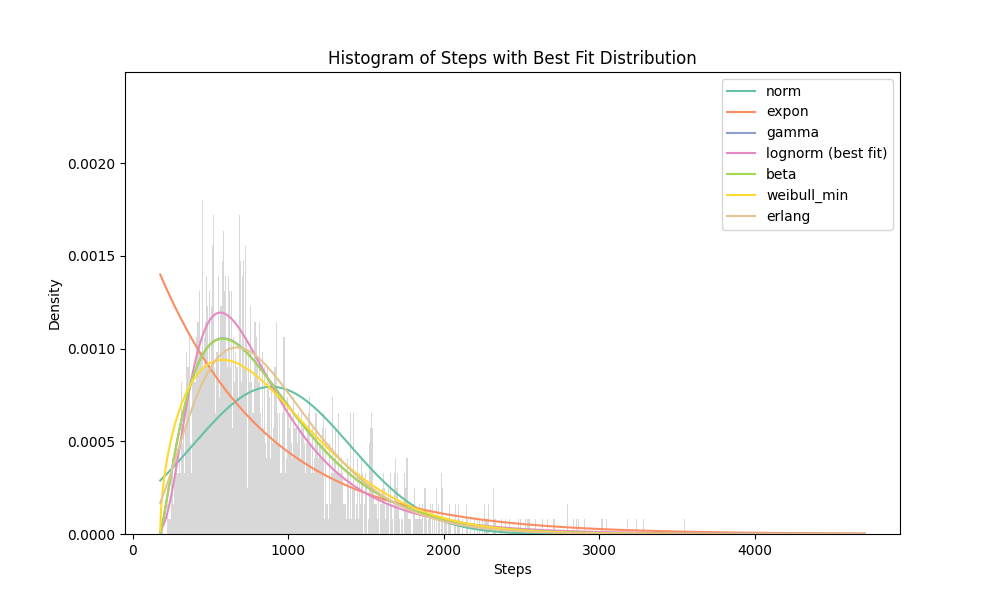 Histogram of Steps with Best Fit Distribution
norm
expon
gamma
lognorm (best fit)
beta
weibull_min
erlang
Density
0.0020
0.0015
0.0010
0.0005
0.0000
0
1000
2000
3000
4000
Steps